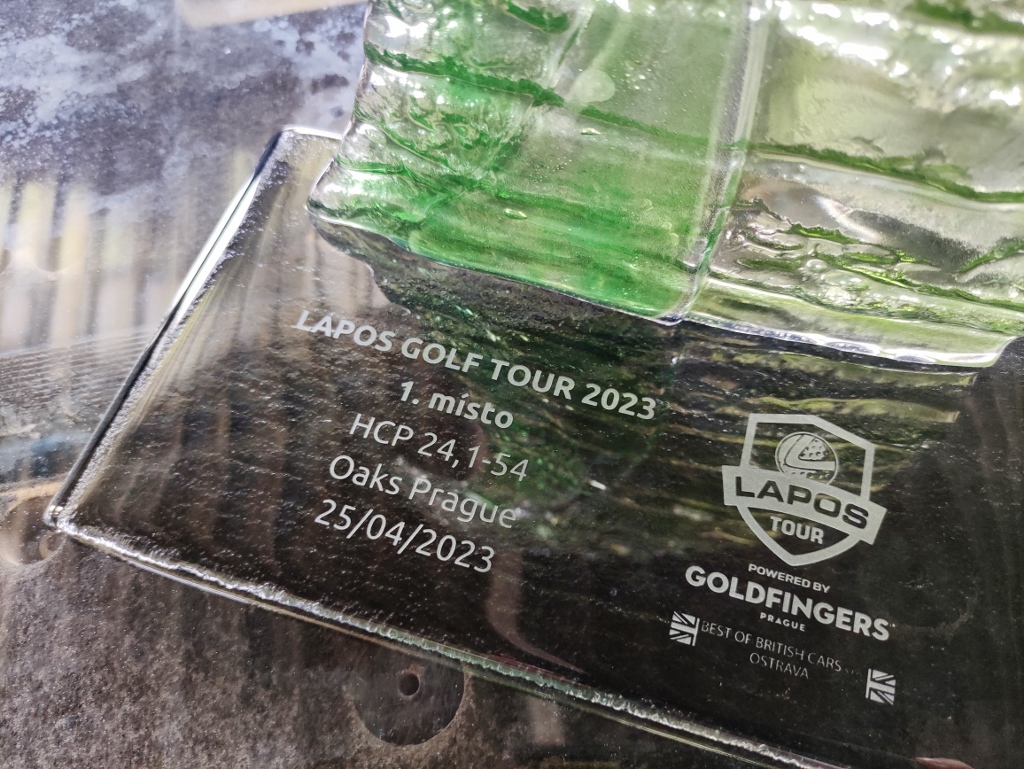 LAPOS GOLF TOUR 2023
1. místo
HCP 24,1-54
Oaks Prague
25/04/2023
LAPOS
TOUR
POWERED BY
GOLDFINGERS
PRAGUE
BEST OF BRITISH CARS
OSTRAVA